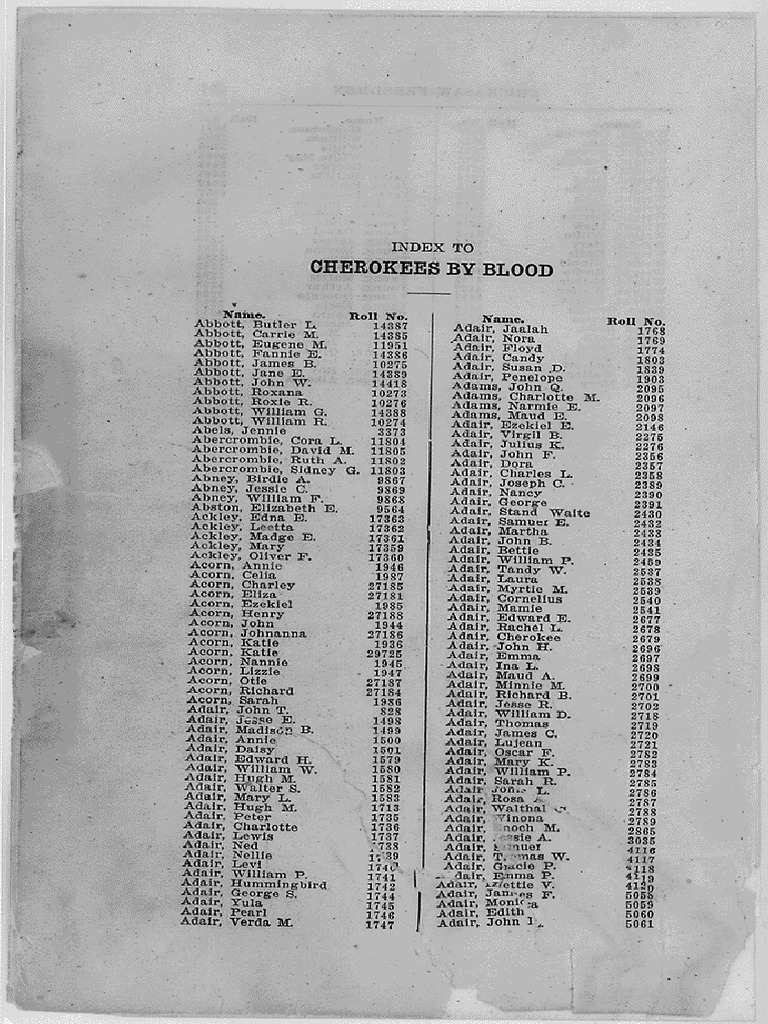 INDEX TO
CHEROKEES BY BLOOD
Name. Roll No.
Abbott, Butler L. 14387
Abbott, Carrie M. 14385
Abbott, Eugene M. 11951
Abbott, Fannie E. 14386
Abbott, James B. 10275
Abbott, Jane E. 14389
Abbott, John W. 14418
Abbott, Roxana 10273
Abbott, Roxie R. 10276
Abbott, William G. 14388
Abbott, William R. 10274
Abels, Jennie 3373
Abercrombie, Cora L. 11804
Abercrombie, David M. 11805
Abercrombie, Ruth A. 11802
Abercrombie, Sidney G. 11803
Abney, Birdie A. 9867
Abney, Jessie C. 9869
Abney, William F. 9868
Abston, Elizabeth E. 9564
Ackley, Edna E. 17363
Ackley, Leetta 17362
Ackley, Madge E. 17361
Ackley, Mary 17359
Ackley, Oliver F. 17360
Acorn, Annie 1946
Acorn, Celia 1987
Acorn, Charley 27185
Acorn, Eliza 27181
Acorn, Ezekiel 1985
Acorn, Henry 27188
Acorn, John 1944
Acorn, Johnanna 27186
Acorn, Katie 1936
Acorn, Katie 29725
Acorn, Nannie 1945
Acorn, Lizzie 1947
Acorn, Otie 27187
Acorn, Richard 27184
Acorn, Sarah 1936
Adair, John T. 828
Adair, Jesse E. 1498
Adair, Madison B. 1499
Adair, Annie 1500
Adair, Daisy 1501
Adair, Edward H. 1579
Adair, William W. 1580
Adair, Hugh M. 1581
Adair, Walter S. 1582
Adair, Mary L. 1583
Adair, Hugh M. 1713
Adair, Peter 1735
Adair, Charlotte 1736
Adair, Lewis 1737
Adair, Ned 738
Adair, Nellie
Adair, Levi
Adair, William P. 1741
Adair, Hummingbird 1742
Adair, George S. 1744
Adair, Yula 1745
Adair, Pearl 1746
Adair, Verda M. 1747
Name. Roll No.
Adair, Jaalah 1768
Adair, Nora 1769
Adair, Floyd 1774
Adair, Candy 1803
Adair, Susan D. 1839
Adair, Penelope 1903
Adams, John Q. 2095
Adams, Charlotte M. 2096
Adams, Narmie E. 2097
Adams, Maud E. 2098
Adair, Ezekiel E. 2146
Adair, Virgil B. 2275
Adair, Julius K. 2276
Adair, John F. 2356
Adair, Dora 2357
Adair, Charles L. 2358
Adair, Joseph C. 2389
Adair, Nancy 2390
Adair, George 2391
Adair, Stand Waite 2430
Adair, Samuel E. 2432
Adair, Martha 2433
Adair, John B. 2434
Adair, Bettie 2435
Adair, William P. 2459
Adair, Tandy W. 2537
Adair, Laura 2538
Adair, Myrtle M. 2539
Adair, Cornelius 2540
Adair, Mamie 2541
Adair, Edward E. 2677
Adair, Rachel L. 2678
Adair, Cherokee 2679
Adair, John H. 2696
Adair, Emma 2697
Adair, Ina L. 2698
Adair, Maud A. 2699
Adair, Minnie M. 2700
Adair, Richard B. 2701
Adair, Jesse R. 2702
Adair, William D. 2718
Adair, Thomas 2719
Adair, James C. 2720
Adair, Lujean 2721
Adair, Oscar F. 2782
Adair, Mary K. 2783
Adair, William P. 2784
Adair, Sarah R. 2785
Adair, L. 2786
Adair, Rosa 2787
Adair, Walthal 2788
Adair, Winona 2789
Adair, noch M. 2865
Adair, ssie A. 3035
Adair, 4116
Adair, T mas W. 4117
Adair, Gracie P. 4118
dair, Emma P. 4119
Adair, ettie V. 4120
Adair, James F. 5058
Adair, Monica 5059
Adair, Edith 5060
Adair, John 5061